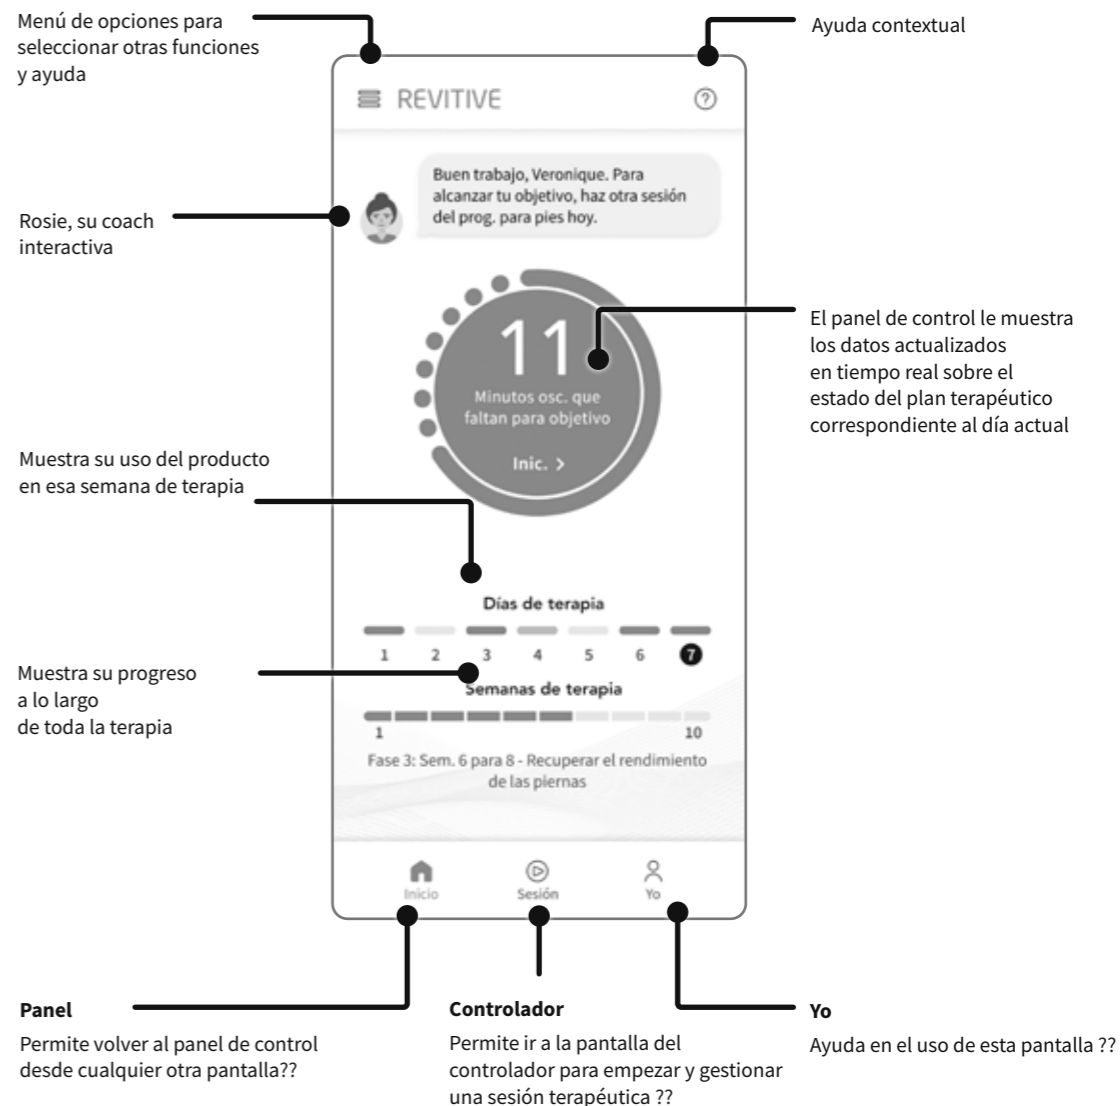 Menú de opciones para
seleccionar otras funciones
y ayuda
Ayuda contextual
REVITIVE
?
Buen trabajo, Veronique. Para
alcanzar tu objetivo, haz otra sesión
del prog. para pies hoy.
Rosie, su coach
interactiva
11
Minutos osc. que
faltan para objetivo
Inic. >
El panel de control le muestra
los datos actualizados
en tiempo real sobre el
estado del plan terapéutico
correspondiente al día actual
Muestra su uso del producto
en esa semana de terapia
Días de terapia
1 2 3 4 5 6 7
Muestra su progreso
a lo largo
de toda la terapia
Semanas de terapia
1 10
Fase 3: Sem. 6 para 8 - Recuperar el rendimiento
de las piernas
Inicio Sesión Yo
Panel
Permite volver al panel de control
desde cualquier otra pantalla??
Controlador
Permite ir a la pantalla del
controlador para empezar y gestionar
una sesión terapéutica ??
Yo
Ayuda en el uso de esta pantalla ??